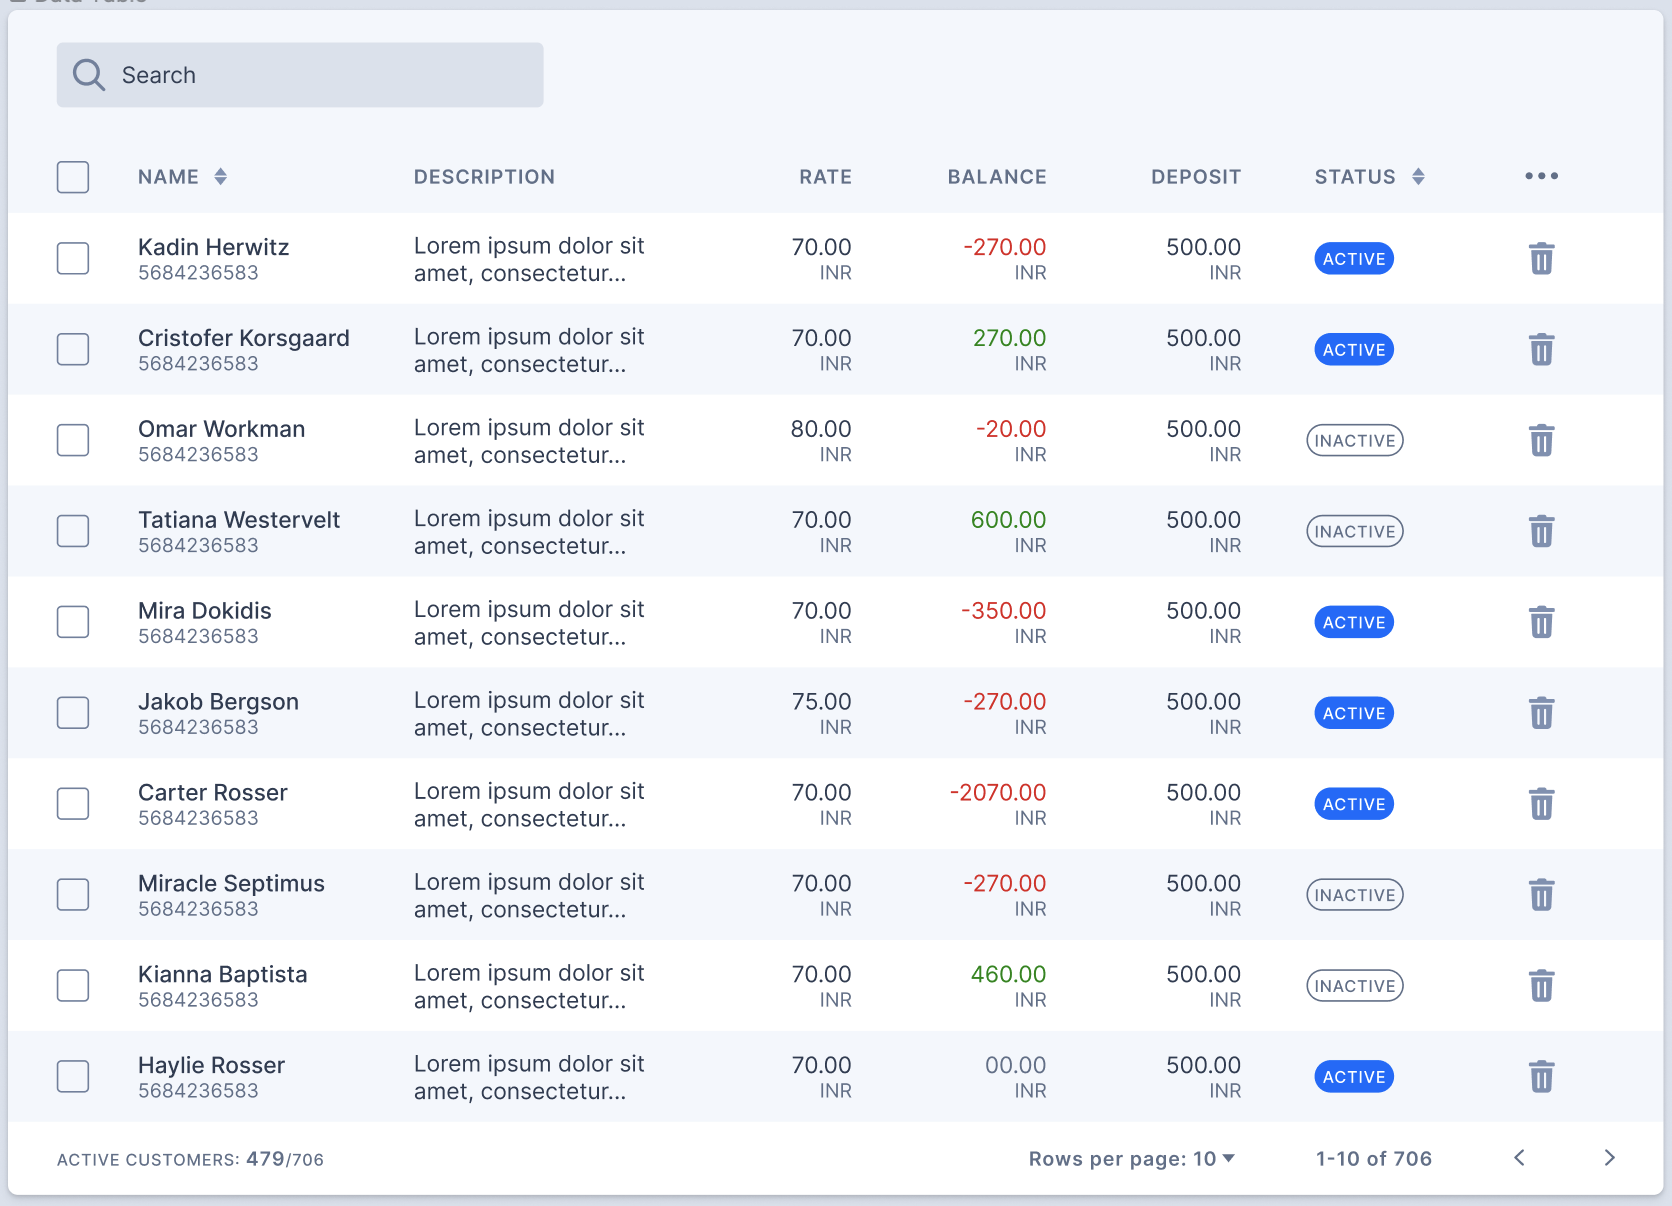 Data Table
Search
NAME DESCRIPTION RATE BALANCE DEPOSIT STATUS
Kadin Herwitz Lorem ipsum dolor sit 70.00 -270.00 500.00 ACTIVE
5684236583 amet, consectetur... INR INR INR
Cristofer Korsgaard Lorem ipsum dolor sit 70.00 270.00 500.00 ACTIVE
5684236583 amet, consectetur... INR INR INR
Omar Workman Lorem ipsum dolor sit 80.00 -20.00 500.00 INACTIVE
5684236583 amet, consectetur... INR INR INR
Tatiana Westervelt Lorem ipsum dolor sit 70.00 600.00 500.00 INACTIVE
5684236583 amet, consectetur... INR INR INR
Mira Dokidis Lorem ipsum dolor sit 70.00 -350.00 500.00 ACTIVE
5684236583 amet, consectetur... INR INR INR
Jakob Bergson Lorem ipsum dolor sit 75.00 -270.00 500.00 ACTIVE
5684236583 amet, consectetur... INR INR INR
Carter Rosser Lorem ipsum dolor sit 70.00 -2070.00 500.00 ACTIVE
5684236583 amet, consectetur... INR INR INR
Miracle Septimus Lorem ipsum dolor sit 70.00 -270.00 500.00 INACTIVE
5684236583 amet, consectetur... INR INR INR
Kianna Baptista Lorem ipsum dolor sit 70.00 460.00 500.00 INACTIVE
5684236583 amet, consectetur... INR INR INR
Haylie Rosser Lorem ipsum dolor sit 70.00 00.00 500.00 ACTIVE
5684236583 amet, consectetur... INR INR INR
ACTIVE CUSTOMERS: 479/706 Rows per page: 10 1-10 of 706